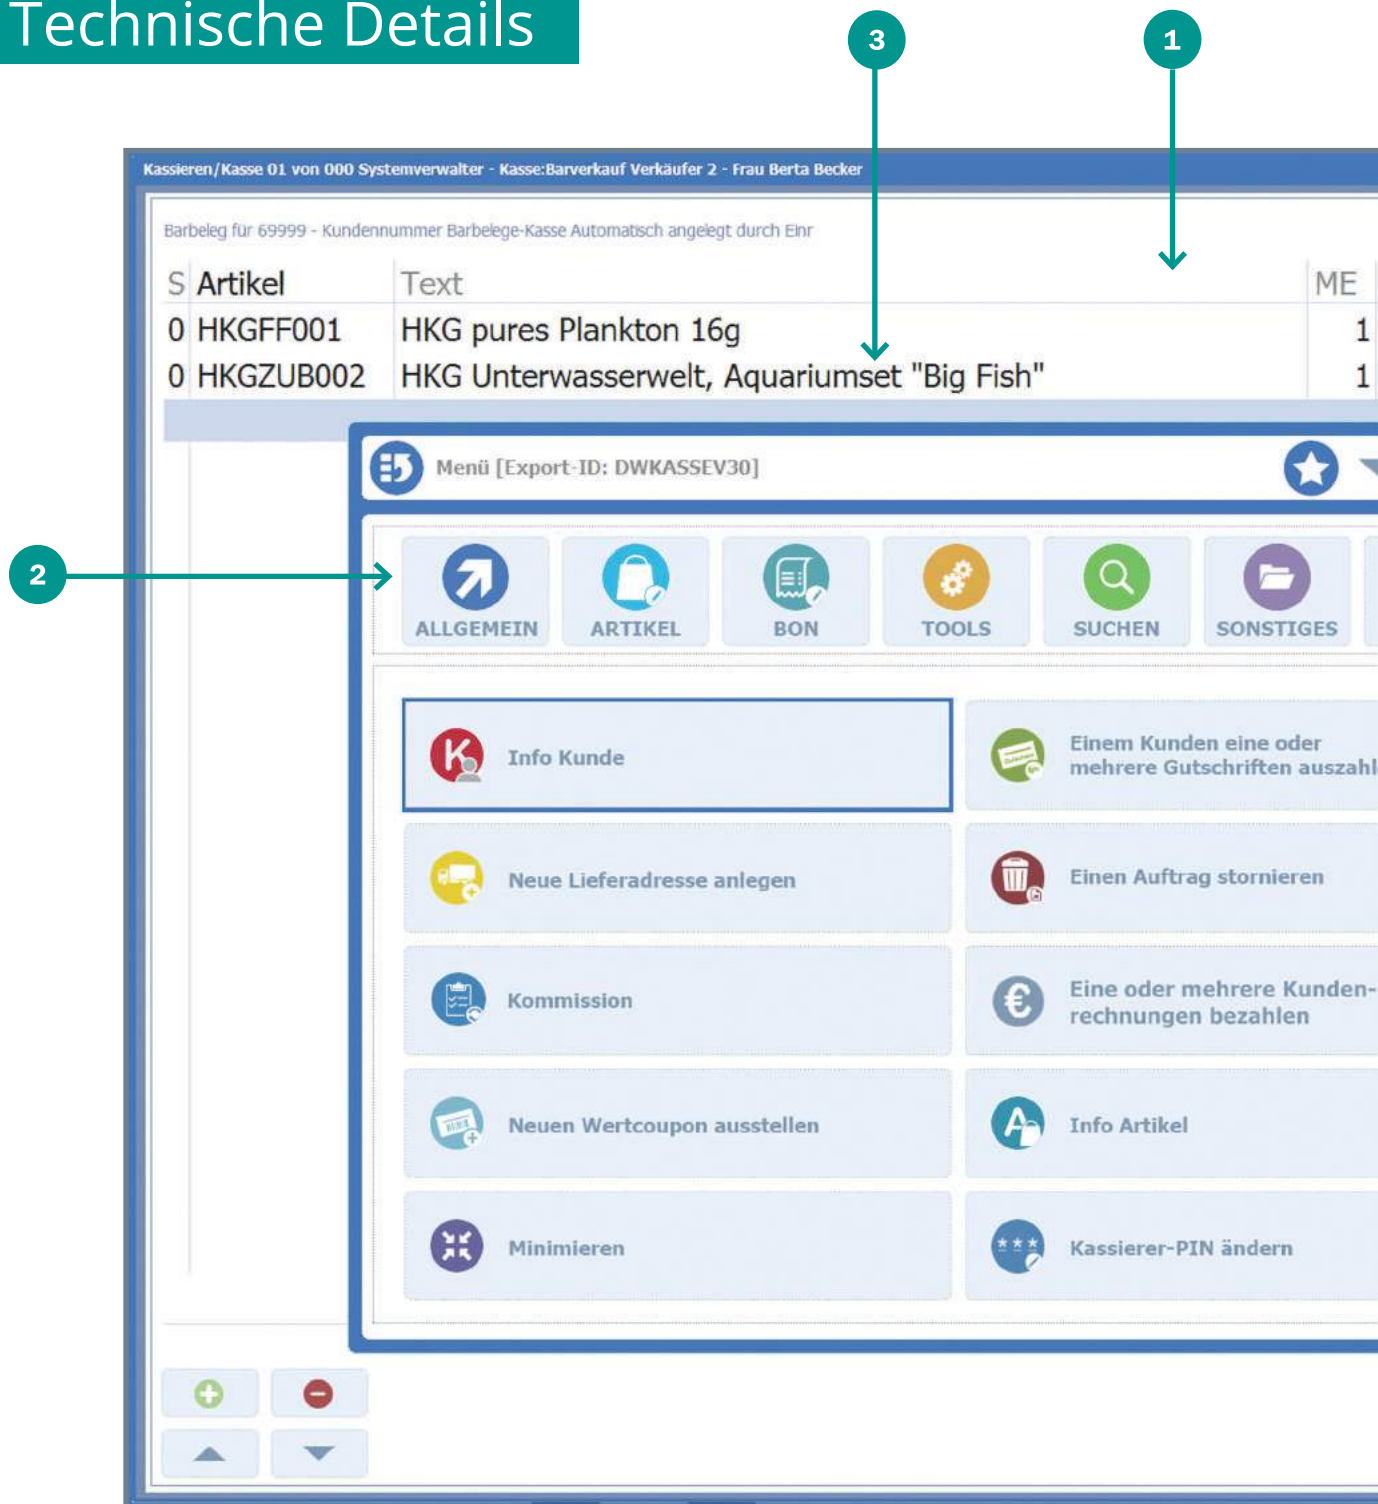 Technische Details
3
1
Kassieren/Kasse 01 von 000 Systemverwalter - Kasse:Barverkauf Verkäufer 2 - Frau Berta Becker
Barbeleg für 69999 - Kundennummer Barbelege-Kasse Automatisch angelegt durch Einr
S Artikel Text ME
0 HKGFF001 HKG pures Plankton 16g 1
0 HKGZUB002 HKG Unterwasserwelt, Aquariumset "Big Fish" 1
Menü [Export-ID: DWKASSEV30]
2
ALLGEMEIN ARTIKEL BON TOOLS SUCHEN SONSTIGES
Info Kunde
Einem Kunden eine oder
mehrere Gutschriften auszahl
Neue Lieferadresse anlegen
Einen Auftrag stornieren
Kommission
Eine oder mehrere Kunden-
rechnungen bezahlen
Neuen Wertcoupon ausstellen
Info Artikel
Minimieren
Kassierer-PIN ändern